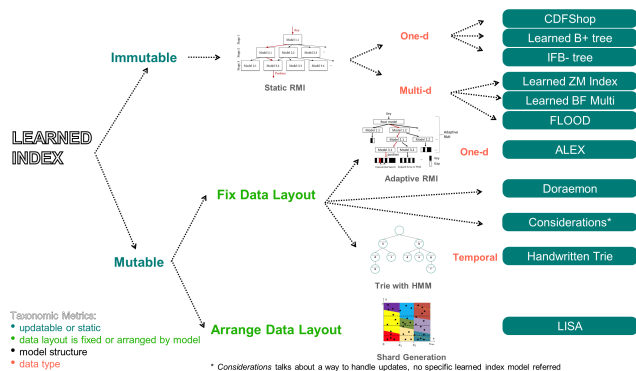 CDFShop
Learned B+ tree
IFB- tree
One-d
Immutable
Static RMI
Multi-d
Learned ZM Index
Learned BF Multi
FLOOD
LEARNED
INDEX
Adaptive
RMI
Adaptive RMI
One-d
ALEX
Fix Data Layout
Doraemon
Considerations*
Mutable
Trie with HMM
Temporal
Handwritten Trie
Arrange Data Layout
Shard Generation
LISA
Taxonomic Metrics:
• updatable or static
• data layout is fixed or arranged by model
• model structure
• data type
* Considerations talks about a way to handle updates, no specific learned index model referred